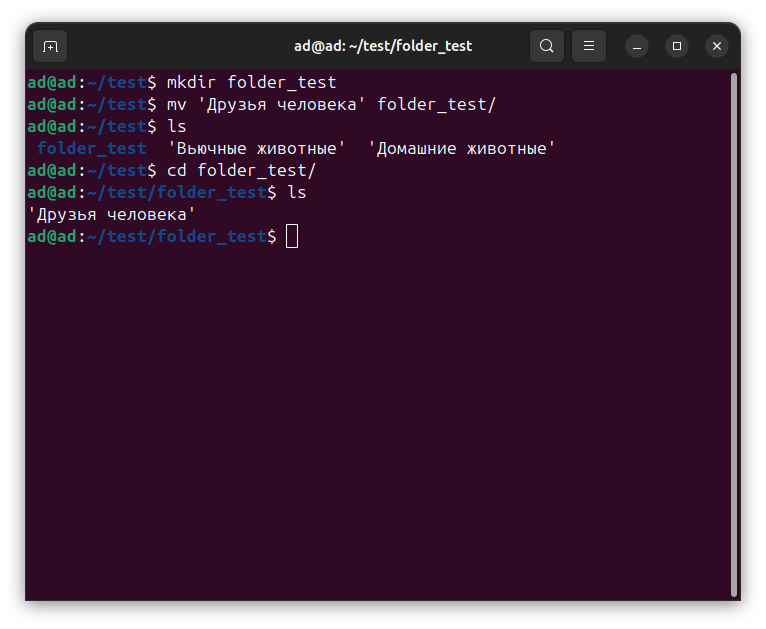 ad@ad: ~/test/folder_test
ad@ad:~/test$ mkdir folder_test
ad@ad:~/test$ mv 'Друзья человека' folder_test/
ad@ad:~/test$ ls
folder_test  'Вьючные животные'  'Домашние животные'
ad@ad:~/test$ cd folder_test/
ad@ad:~/test/folder_test$ ls
'Друзья человека'
ad@ad:~/test/folder_test$